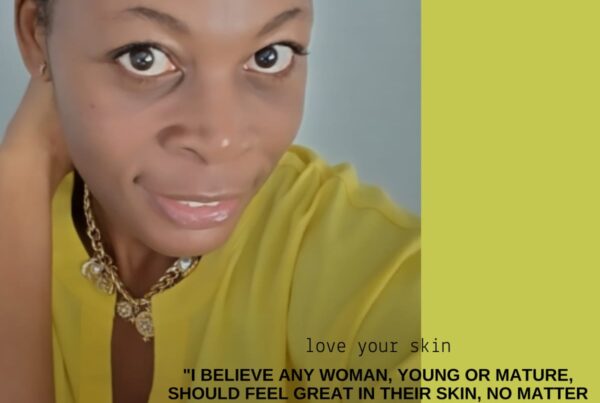 love your skin
"I BELIEVE ANY WOMAN, YOUNG OR MATURE,
SHOULD FEEL GREAT IN THEIR SKIN, NO MATTER